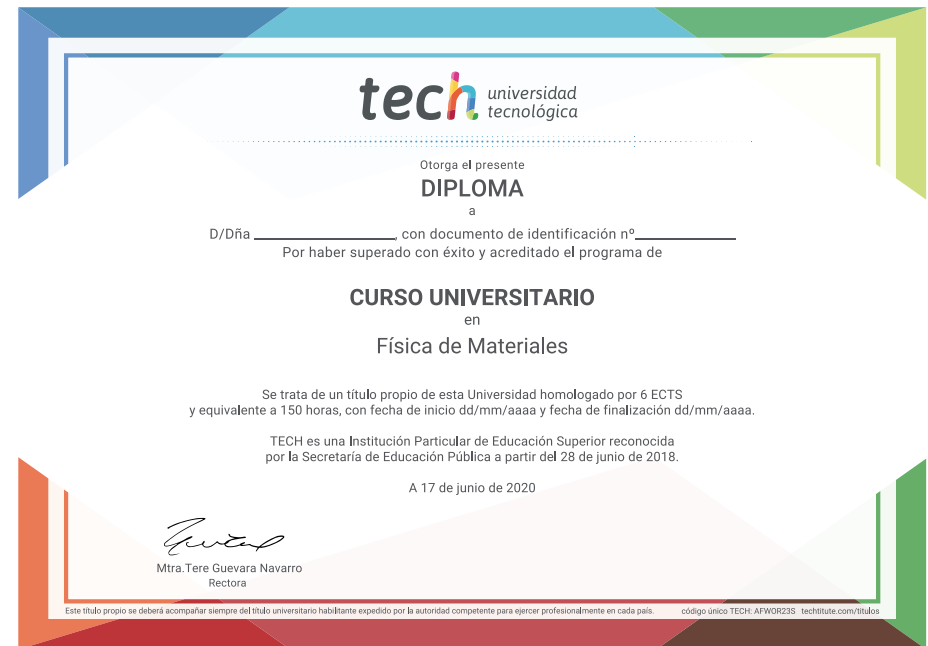 tech universidad
tecnológica
Otorga el presente
DIPLOMA
a
D/Dña ____________________, con documento de identificación nº______________
Por haber superado con éxito y acreditado el programa de
CURSO UNIVERSITARIO
en
Física de Materiales
Se trata de un título propio de esta Universidad homologado por 6 ECTS
y equivalente a 150 horas, con fecha de inicio dd/mm/aaaa y fecha de finalización dd/mm/aaaa.
TECH es una Institución Particular de Educación Superior reconocida
por la Secretaría de Educación Pública a partir del 28 de junio de 2018.
A 17 de junio de 2020
Mtra.Tere Guevara Navarro
Rectora
Este título propio se deberá acompañar siempre del título universitario habilitante expedido por la autoridad competente para ejercer profesionalmente en cada país. código único TECH: AFWOR23S techtitute.com/titulos